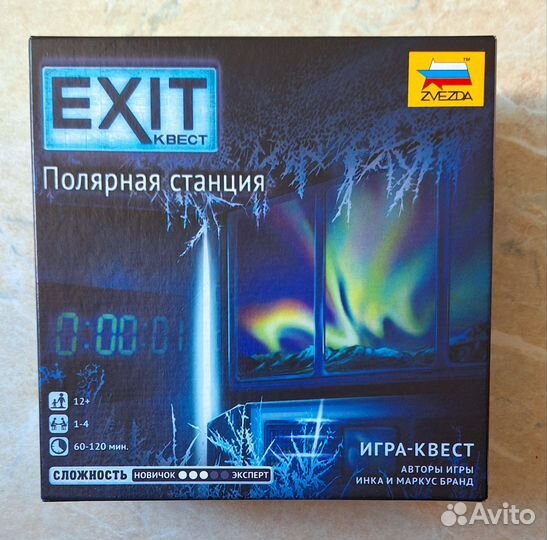 EXIT
КВЕСТ
ZVEZDA
TM
Полярная станция
0:00:01
12+
1-4
60-120 мин.
СЛОЖНОСТЬ НОВИЧОК ЭКСПЕРТ
ИГРА-КВЕСТ
АВТОРЫ ИГРЫ
ИНКА И МАРКУС БРАНД
Avito